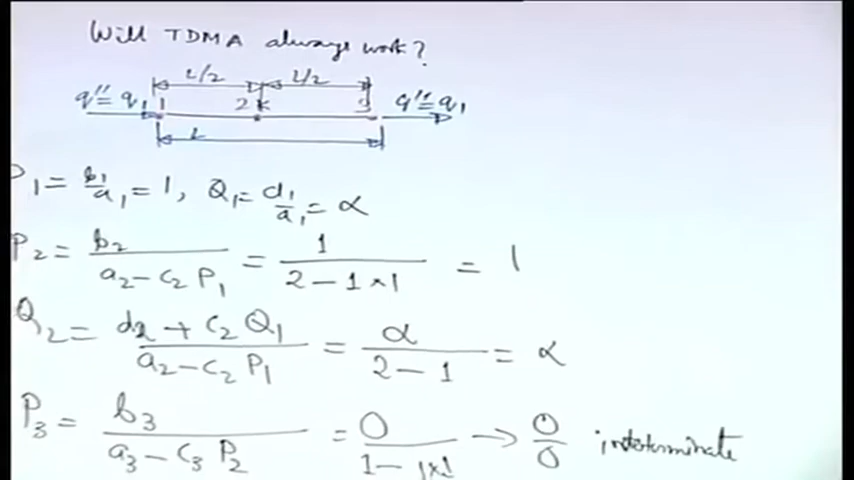 Will TDMA always work?
L/2 L/2
q''= q1 1 2 K 3 q''= q1
L
P1 = b1/a1 = 1, Q1 = d1/a1 = α
P2 = b2/(a2 - c2 P1) = 1/(2 - 1×1) = 1
Q2 = (d2 + c2 Q1)/(a2 - c2 P1) = α/(2 - 1) = α
P3 = b3/(a3 - c3 P2) = 0/(1 - 1×1) → 0/0 indeterminate